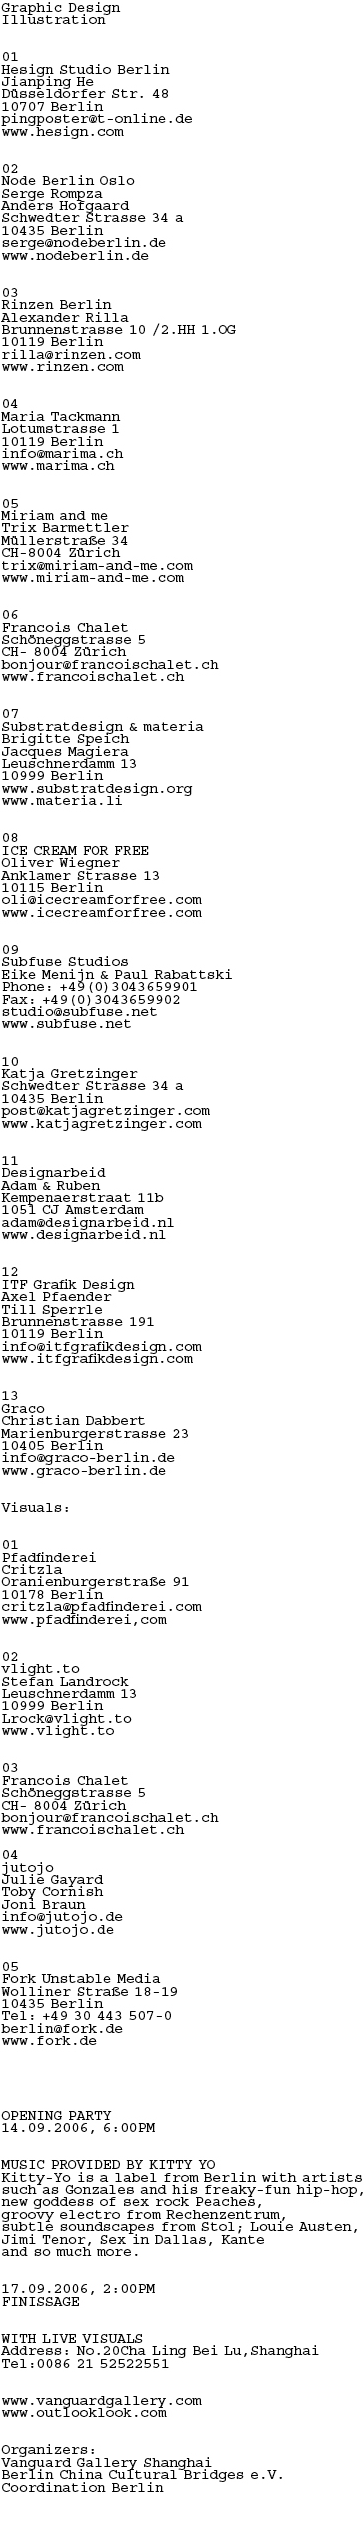 Graphic Design
Illustration
01
Hesign Studio Berlin
Jianping He
Düsseldorfer Str. 48
10707 Berlin
pingposter@t-online.de
www.hesign.com
02
Node Berlin Oslo
Serge Rompza
Anders Hofgaard
Schwedter Strasse 34 a
10435 Berlin
serge@nodeberlin.de
www.nodeberlin.de
03
Rinzen Berlin
Alexander Rilla
Brunnenstrasse 10 /2.HH 1.OG
10119 Berlin
rilla@rinzen.com
www.rinzen.com
04
Maria Tackmann
Lotumstrasse 1
10119 Berlin
info@marima.ch
www.marima.ch
05
Miriam and me
Trix Barmettler
Müllerstraße 34
CH-8004 Zürich
trix@miriam-and-me.com
www.miriam-and-me.com
06
Francois Chalet
Schöneggstrasse 5
CH- 8004 Zürich
bonjour@francoischalet.ch
www.francoischalet.ch
07
Substratdesign & materia
Brigitte Speich
Jacques Magiera
Leuschnerdamm 13
10999 Berlin
www.substratdesign.org
www.materia.li
08
ICE CREAM FOR FREE
Oliver Wiegner
Anklamer Strasse 13
10115 Berlin
oli@icecreamforfree.com
www.icecreamforfree.com
09
Subfuse Studios
Eike Menijn & Paul Rabattski
Phone: +49(0)3043659901
Fax: +49(0)3043659902
studio@subfuse.net
www.subfuse.net
10
Katja Gretzinger
Schwedter Strasse 34 a
10435 Berlin
post@katjagretzinger.com
www.katjagretzinger.com
11
Designarbeid
Adam & Ruben
Kempenaerstraat 11b
1051 CJ Amsterdam
adam@designarbeid.nl
www.designarbeid.nl
12
ITF Grafik Design
Axel Pfaender
Till Sperrle
Brunnenstrasse 191
10119 Berlin
info@itfgrafikdesign.com
www.itfgrafikdesign.com
13
Graco
Christian Dabbert
Marienburgerstrasse 23
10405 Berlin
info@graco-berlin.de
www.graco-berlin.de
Visuals:
01
Pfadfinderei
Critzla
Oranienburgerstraße 91
10178 Berlin
critzla@pfadfinderei.com
www.pfadfinderei,com
02
vlight.to
Stefan Landrock
Leuschnerdamm 13
10999 Berlin
Lrock@vlight.to
www.vlight.to
03
Francois Chalet
Schöneggstrasse 5
CH- 8004 Zürich
bonjour@francoischalet.ch
www.francoischalet.ch
04
jutojo
Julie Gayard
Toby Cornish
Joni Braun
info@jutojo.de
www.jutojo.de
05
Fork Unstable Media
Wolliner Straße 18-19
10435 Berlin
Tel: +49 30 443 507-0
berlin@fork.de
www.fork.de
OPENING PARTY
14.09.2006, 6:00PM
MUSIC PROVIDED BY KITTY YO
Kitty-Yo is a label from Berlin with artists
such as Gonzales and his freaky-fun hip-hop,
new goddess of sex rock Peaches,
groovy electro from Rechenzentrum,
subtle soundscapes from Stol; Louie Austen,
Jimi Tenor, Sex in Dallas, Kante
and so much more.
17.09.2006, 2:00PM
FINISSAGE
WITH LIVE VISUALS
Address: No.20Cha Ling Bei Lu,Shanghai
Tel:0086 21 52522551
www.vanguardgallery.com
www.outlooklook.com
Organizers:
Vanguard Gallery Shanghai
Berlin China Cultural Bridges e.V.
Coordination Berlin